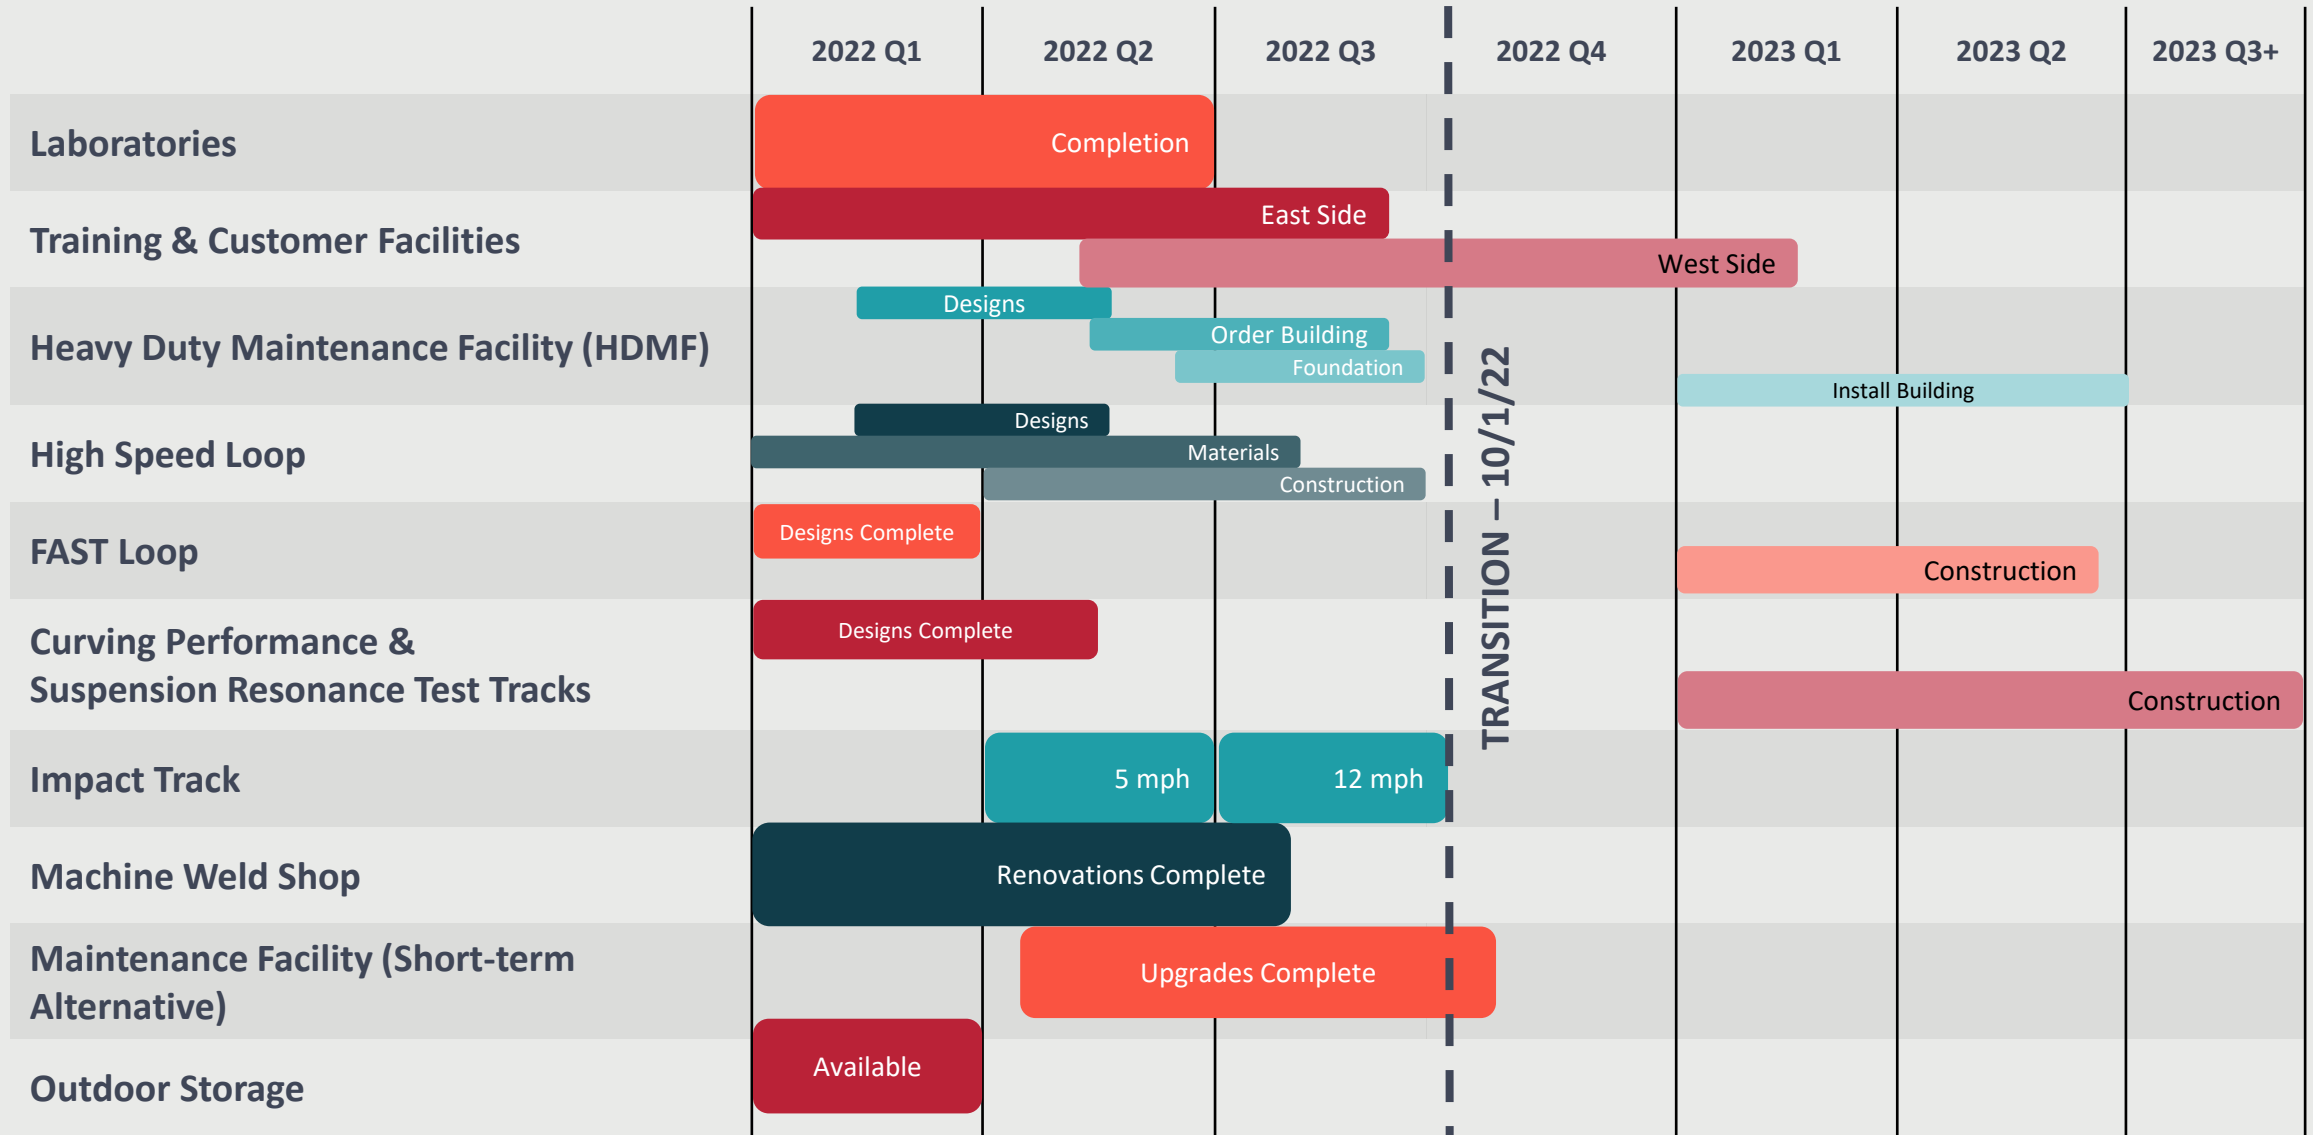 2022 Q1
2022 Q2
2022 Q3
2022 Q4
2023 Q1
2023 Q2
2023 Q3+
Laboratories
Completion
Training & Customer Facilities
East Side
West Side
Heavy Duty Maintenance Facility (HDMF)
Designs
Order Building
Foundation
Install Building
High Speed Loop
Designs
Materials
Construction
TRANSITION – 10/1/22
FAST Loop
Designs Complete
Construction
Curving Performance &
Suspension Resonance Test Tracks
Designs Complete
Construction
Impact Track
5 mph
12 mph
Machine Weld Shop
Renovations Complete
Maintenance Facility (Short-term
Alternative)
Upgrades Complete
Outdoor Storage
Available